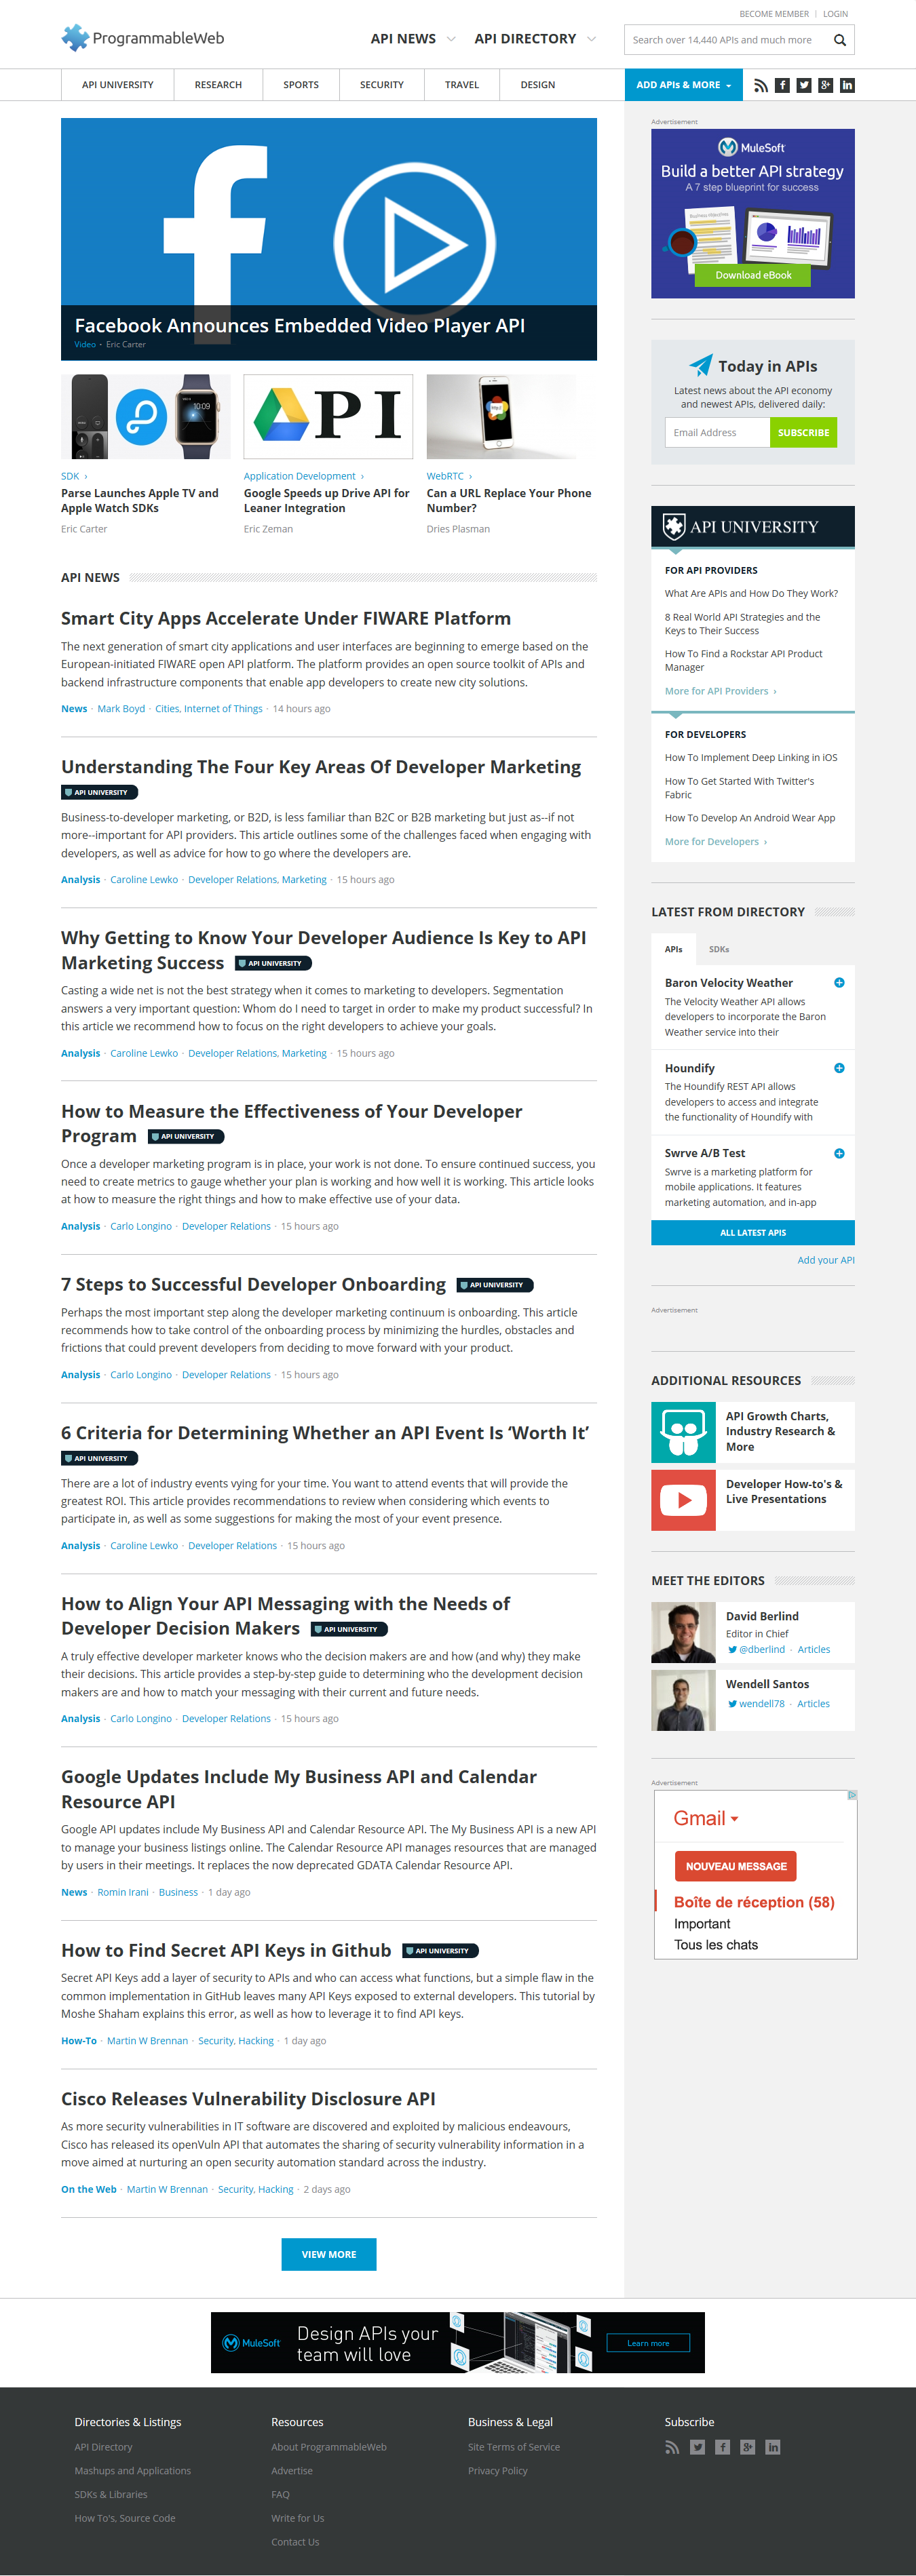 BECOME MEMBER | LOGIN
ProgrammableWeb
API NEWS
API DIRECTORY
Search over 14,440 APIs and much more
API UNIVERSITY
RESEARCH
SPORTS
SECURITY
TRAVEL
DESIGN
ADD APIs & MORE
Facebook Announces Embedded Video Player API
Video • Eric Carter
10:09
API
SDK ›
Parse Launches Apple TV and
Apple Watch SDKs
Eric Carter
Application Development ›
Google Speeds up Drive API for
Leaner Integration
Eric Zeman
WebRTC ›
Can a URL Replace Your Phone
Number?
Dries Plasman
API NEWS
Smart City Apps Accelerate Under FIWARE Platform
The next generation of smart city applications and user interfaces are beginning to emerge based on the
European-initiated FIWARE open API platform. The platform provides an open source toolkit of APIs and
backend infrastructure components that enable app developers to create new city solutions.
News · Mark Boyd · Cities, Internet of Things · 14 hours ago
Understanding The Four Key Areas Of Developer Marketing
API UNIVERSITY
Business-to-developer marketing, or B2D, is less familiar than B2C or B2B marketing but just as--if not
more--important for API providers. This article outlines some of the challenges faced when engaging with
developers, as well as advice for how to go where the developers are.
Analysis · Caroline Lewko · Developer Relations, Marketing · 15 hours ago
Why Getting to Know Your Developer Audience Is Key to API
Marketing Success API UNIVERSITY
Casting a wide net is not the best strategy when it comes to marketing to developers. Segmentation
answers a very important question: Whom do I need to target in order to make my product successful? In
this article we recommend how to focus on the right developers to achieve your goals.
Analysis · Caroline Lewko · Developer Relations, Marketing · 15 hours ago
How to Measure the Effectiveness of Your Developer
Program API UNIVERSITY
Once a developer marketing program is in place, your work is not done. To ensure continued success, you
need to create metrics to gauge whether your plan is working and how well it is working. This article looks
at how to measure the right things and how to make effective use of your data.
Analysis · Carlo Longino · Developer Relations · 15 hours ago
7 Steps to Successful Developer Onboarding API UNIVERSITY
Perhaps the most important step along the developer marketing continuum is onboarding. This article
recommends how to take control of the onboarding process by minimizing the hurdles, obstacles and
frictions that could prevent developers from deciding to move forward with your product.
Analysis · Carlo Longino · Developer Relations · 15 hours ago
6 Criteria for Determining Whether an API Event Is ‘Worth It’
API UNIVERSITY
There are a lot of industry events vying for your time. You want to attend events that will provide the
greatest ROI. This article provides recommendations to review when considering which events to
participate in, as well as some suggestions for making the most of your event presence.
Analysis · Caroline Lewko · Developer Relations · 15 hours ago
How to Align Your API Messaging with the Needs of
Developer Decision Makers API UNIVERSITY
A truly effective developer marketer knows who the decision makers are and how (and why) they make
their decisions. This article provides a step-by-step guide to determining who the development decision
makers are and how to match your messaging with their current and future needs.
Analysis · Carlo Longino · Developer Relations · 15 hours ago
Google Updates Include My Business API and Calendar
Resource API
Google API updates include My Business API and Calendar Resource API. The My Business API is a new API
to manage your business listings online. The Calendar Resource API manages resources that are managed
by users in their meetings. It replaces the now deprecated GDATA Calendar Resource API.
News · Romin Irani · Business · 1 day ago
How to Find Secret API Keys in Github API UNIVERSITY
Secret API Keys add a layer of security to APIs and who can access what functions, but a simple flaw in the
common implementation in GitHub leaves many API Keys exposed to external developers. This tutorial by
Moshe Shaham explains this error, as well as how to leverage it to find API keys.
How-To · Martin W Brennan · Security, Hacking · 1 day ago
Cisco Releases Vulnerability Disclosure API
As more security vulnerabilities in IT software are discovered and exploited by malicious endeavours,
Cisco has released its openVuln API that automates the sharing of security vulnerability information in a
move aimed at nurturing an open security automation standard across the industry.
On the Web · Martin W Brennan · Security, Hacking · 2 days ago
VIEW MORE
Advertisement
MuleSoft
Build a better API strategy
A 7 step blueprint for success
Download eBook
Today in APIs
Latest news about the API economy
and newest APIs, delivered daily:
Email Address
SUBSCRIBE
API UNIVERSITY
FOR API PROVIDERS
What Are APIs and How Do They Work?
8 Real World API Strategies and the
Keys to Their Success
How To Find a Rockstar API Product
Manager
More for API Providers ›
FOR DEVELOPERS
How To Implement Deep Linking in iOS
How To Get Started With Twitter's
Fabric
How To Develop An Android Wear App
More for Developers ›
LATEST FROM DIRECTORY
APIs
SDKs
Baron Velocity Weather
The Velocity Weather API allows
developers to incorporate the Baron
Weather service into their
Houndify
The Houndify REST API allows
developers to access and integrate
the functionality of Houndify with
Swrve A/B Test
Swrve is a marketing platform for
mobile applications. It features
marketing automation, and in-app
ALL LATEST APIS
Add your API
Advertisement
ADDITIONAL RESOURCES
API Growth Charts,
Industry Research &
More
Developer How-to's &
Live Presentations
MEET THE EDITORS
David Berlind
Editor in Chief
@dberlind · Articles
Wendell Santos
wendell78 · Articles
Advertisement
Gmail
NOUVEAU MESSAGE
Boîte de réception (58)
Important
Tous les chats
MuleSoft
Design APIs your
team will love
Learn more
Directories & Listings
API Directory
Mashups and Applications
SDKs & Libraries
How To's, Source Code
Resources
About ProgrammableWeb
Advertise
FAQ
Write for Us
Contact Us
Business & Legal
Site Terms of Service
Privacy Policy
Subscribe